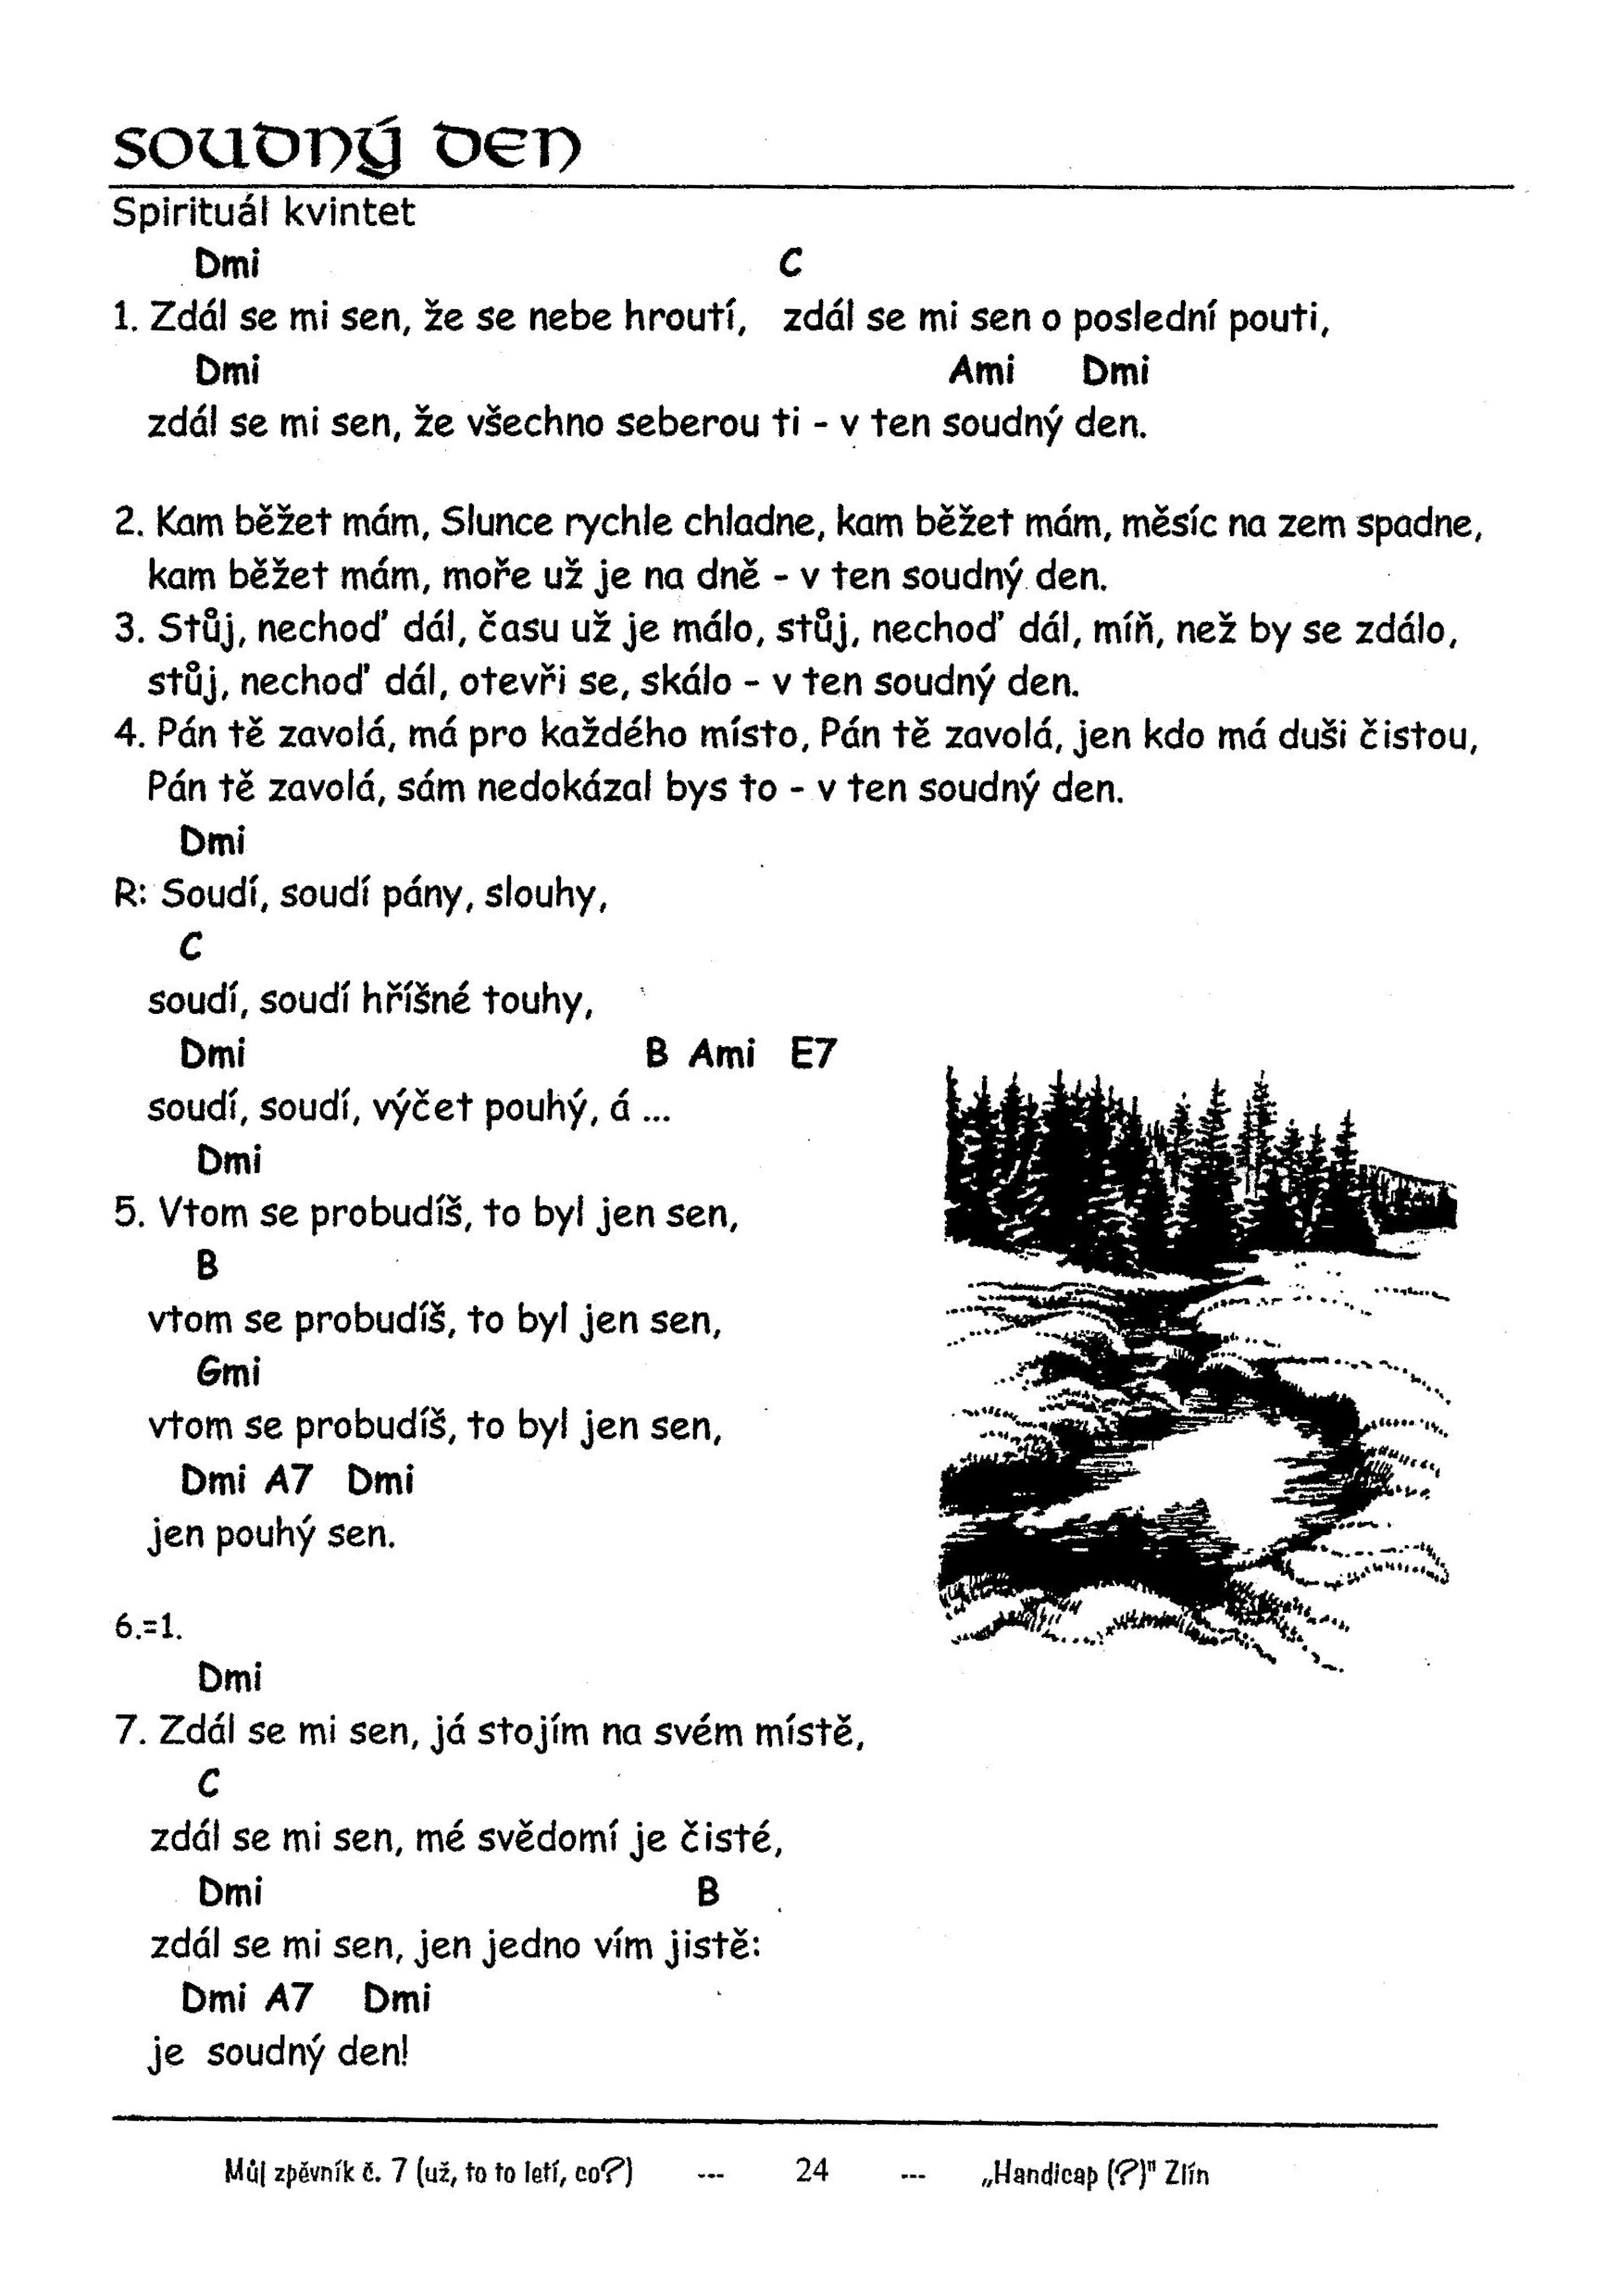 soudný den
Spirituál kvintet
Dmi C
1. Zdál se mi sen, že se nebe hroutí, zdál se mi sen o poslední pouti,
Dmi Ami Dmi
zdál se mi sen, že všechno seberou ti - v ten soudný den.
2. Kam běžet mám, Slunce rychle chladne, kam běžet mám, měsíc na zem spadne,
kam běžet mám, moře už je na dně - v ten soudný den.
3. Stůj, nechoď dál, času už je málo, stůj, nechoď dál, míň, než by se zdálo,
stůj, nechoď dál, otevři se, skálo - v ten soudný den.
4. Pán tě zavolá, má pro každého místo, Pán tě zavolá, jen kdo má duši čistou,
Pán tě zavolá, sám nedokázal bys to - v ten soudný den.
Dmi
R: Soudí, soudí pány, slouhy,
C
soudí, soudí hříšné touhy,
Dmi B Ami E7
soudí, soudí, výčet pouhý, á ...
Dmi
5. Vtom se probudíš, to byl jen sen,
B
vtom se probudíš, to byl jen sen,
Gmi
vtom se probudíš, to byl jen sen,
Dmi A7 Dmi
jen pouhý sen.
6.=1.
Dmi
7. Zdál se mi sen, já stojím na svém místě,
C
zdál se mi sen, mé svědomí je čisté,
Dmi B
zdál se mi sen, jen jedno vím jistě:
Dmi A7 Dmi
je soudný den!
Můj zpěvník č. 7 (už, to to letí, co?) --- 24 --- „Handicap (?)" Zlín